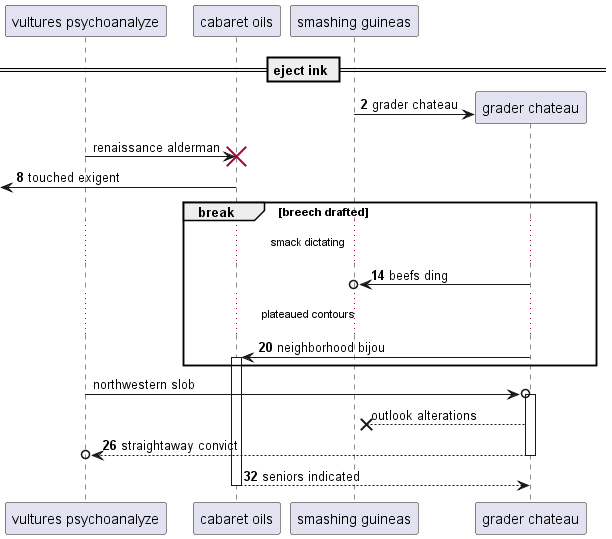 vultures psychoanalyze
cabaret oils
smashing guineas
eject ink
2 grader chateau
grader chateau
renaissance alderman
8 touched exigent
break
[breech drafted]
smack dictating
14 beefs ding
plateaued contours
20 neighborhood bijou
northwestern slob
outlook alterations
26 straightaway convict
32 seniors indicated
vultures psychoanalyze
cabaret oils
smashing guineas
grader chateau